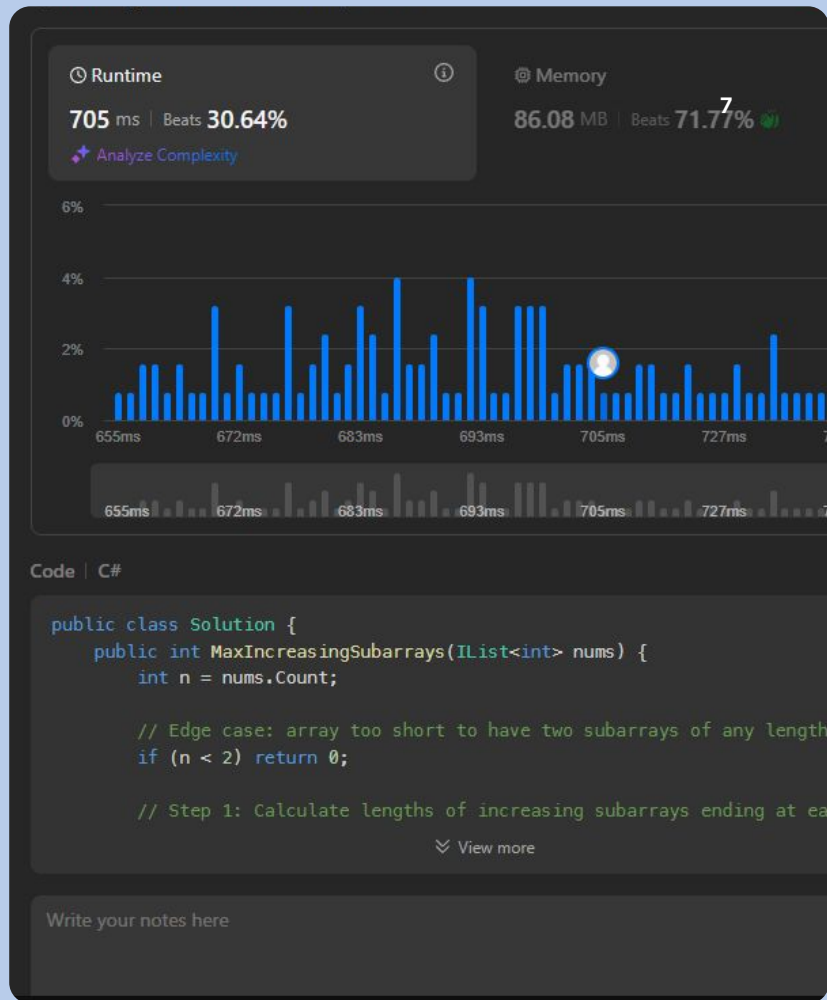 Runtime
Memory
7
705 ms | Beats 30.64%
86.08 MB | Beats 71.77%
Analyze Complexity
6%
4%
2%
0%
655ms 672ms 683ms 693ms 705ms 727ms 7
655ms 672ms 683ms 693ms 705ms 727ms 7
Code | C#
public class Solution {
public int MaxIncreasingSubarrays(IList<int> nums) {
int n = nums.Count;
// Edge case: array too short to have two subarrays of any length
if (n < 2) return 0;
// Step 1: Calculate lengths of increasing subarrays ending at ea
View more
Write your notes here